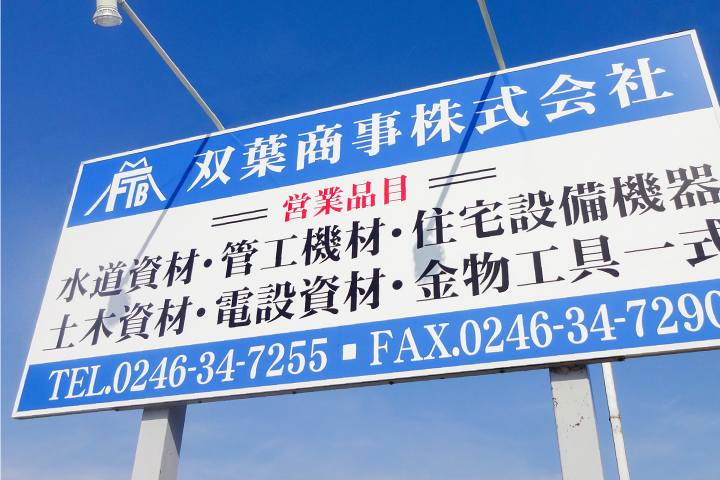 FTB 双葉商事株式会社
営業品目
水道資材・管工機材・住宅設備機器
土木資材・電設資材・金物工具一式
TEL.0246-34-7255 ■ FAX.0246-34-7290